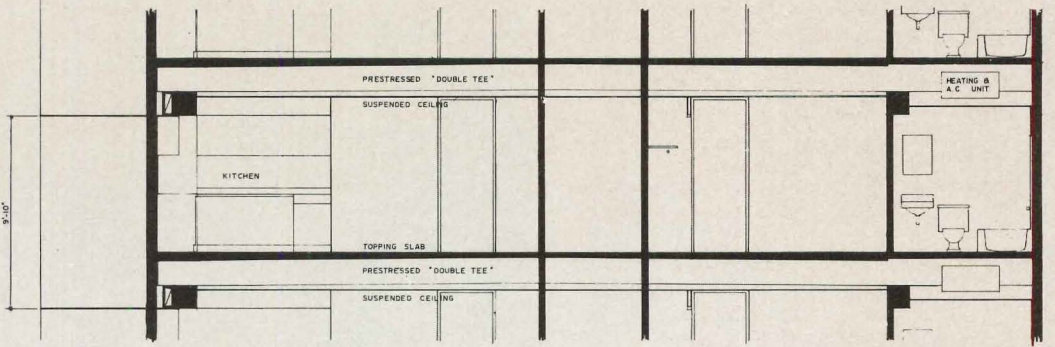 PRESTRESSED "DOUBLE TEE"
HEATING &
A.C. UNIT
SUSPENDED CEILING
KITCHEN
9'-10"
TOPPING SLAB
PRESTRESSED "DOUBLE TEE"
SUSPENDED CEILING